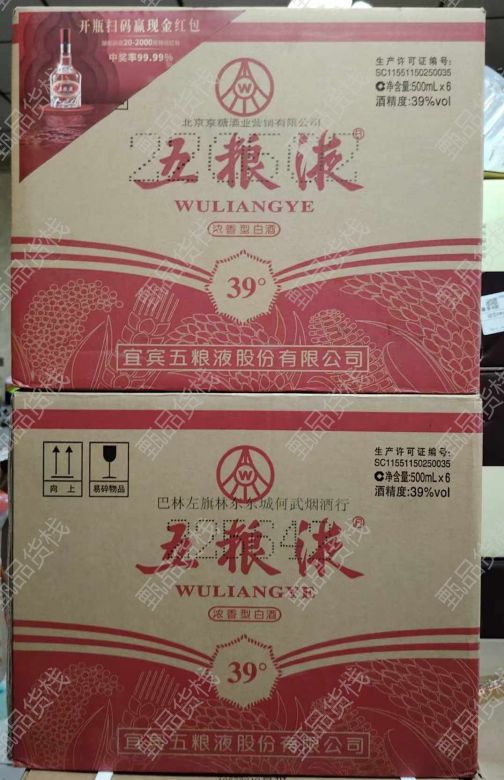 开瓶扫码赢现金红包
中奖率99.99%
生产许可证编号:
SC11551150250035
净含量:500mL×6
酒精度:39%vol
北京京糖酒业营销有限公司
五粮液
WULIANGYE
浓香型白酒
39°
宜宾五粮液股份有限公司
向上
易碎物品
生产许可证编号:
SC11551150250035
净含量:500mL×6
酒精度:39%vol
巴林左旗林东东城何武烟酒行
五粮液
WULIANGYE
浓香型白酒
39°
宜宾五粮液股份有限公司
甄品货栈